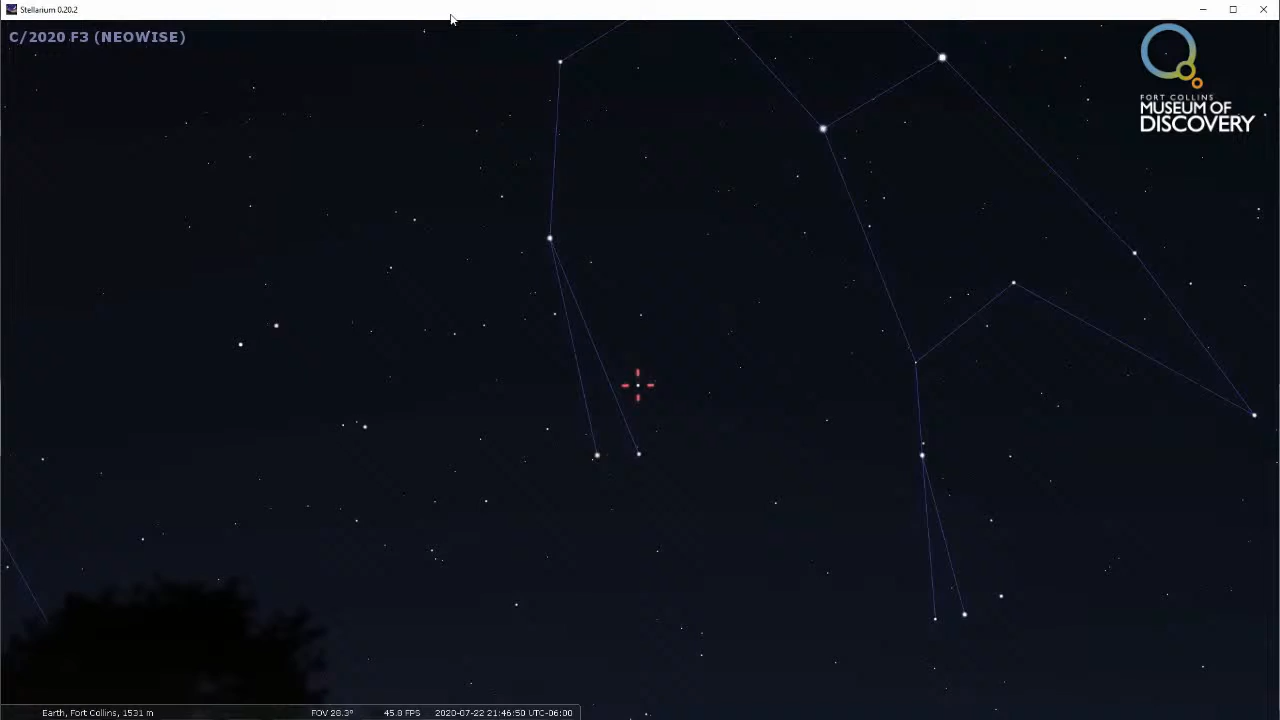 Stellarium 0.20.2
C/2020 F3 (NEOWISE)
FORT COLLINS
MUSEUM OF
DISCOVERY
Earth, Fort Collins, 1531 m
FOV 28.3°
45.8 FPS
2020-07-22 21:46:50 UTC-06:00